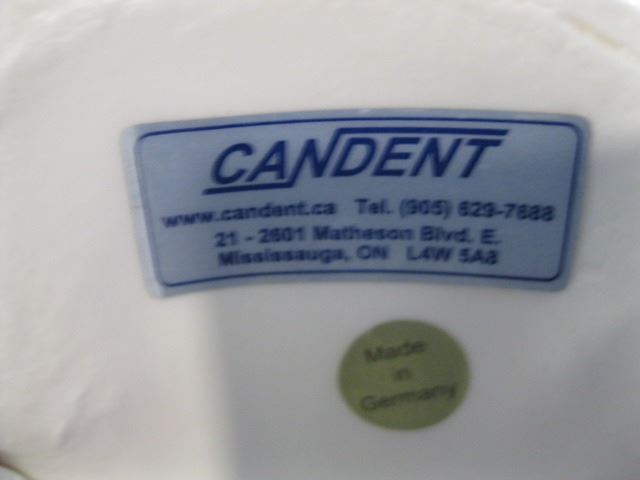 CANDENT
www.candent.ca Tel. (905) 629-7688
21 - 2601 Matheson Blvd. E.
Mississauga, ON L4W 5A8
Made
in
Germany